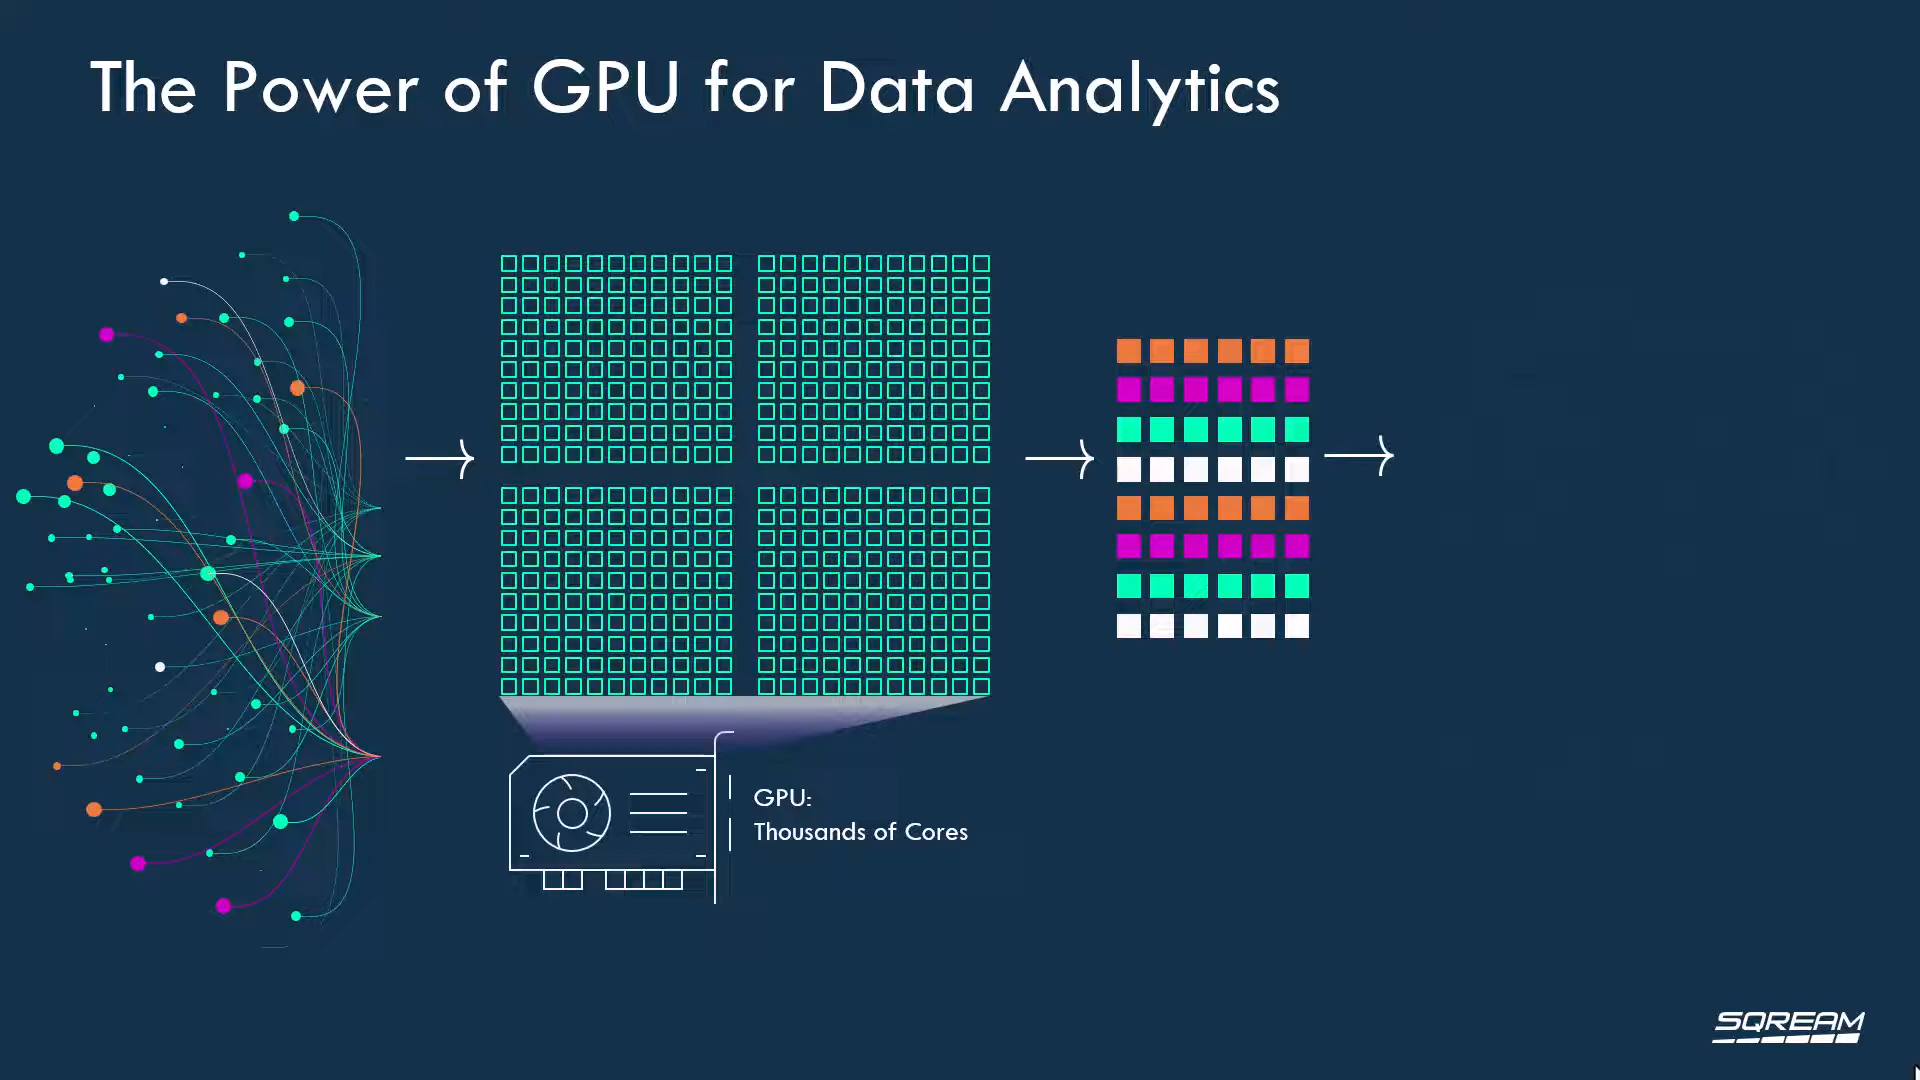 The Power of GPU for Data Analytics
GPU:
Thousands of Cores
SQREAM